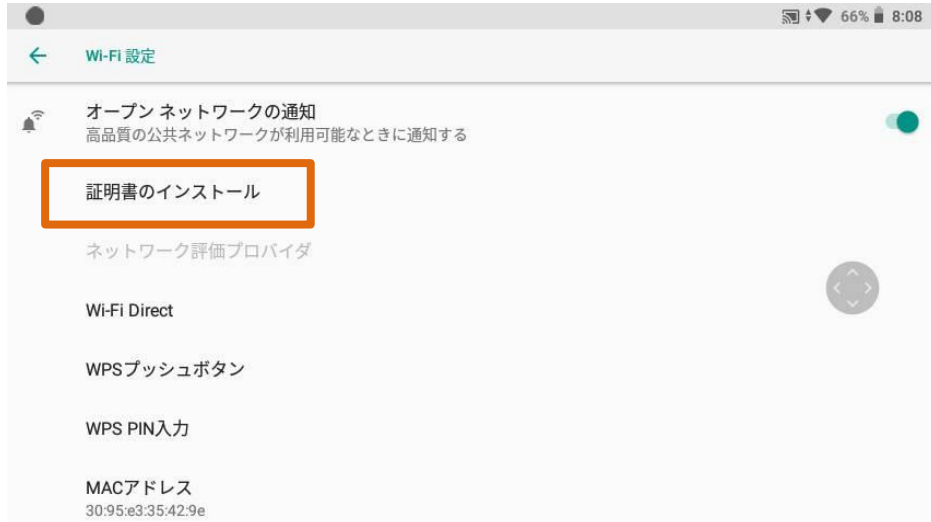 66% 8:08
Wi-Fi 設定
オープン ネットワークの通知
高品質の公共ネットワークが利用可能なときに通知する
証明書のインストール
ネットワーク評価プロバイダ
Wi-Fi Direct
WPSプッシュボタン
WPS PIN入力
MACアドレス
30:95:e3:35:42:9e